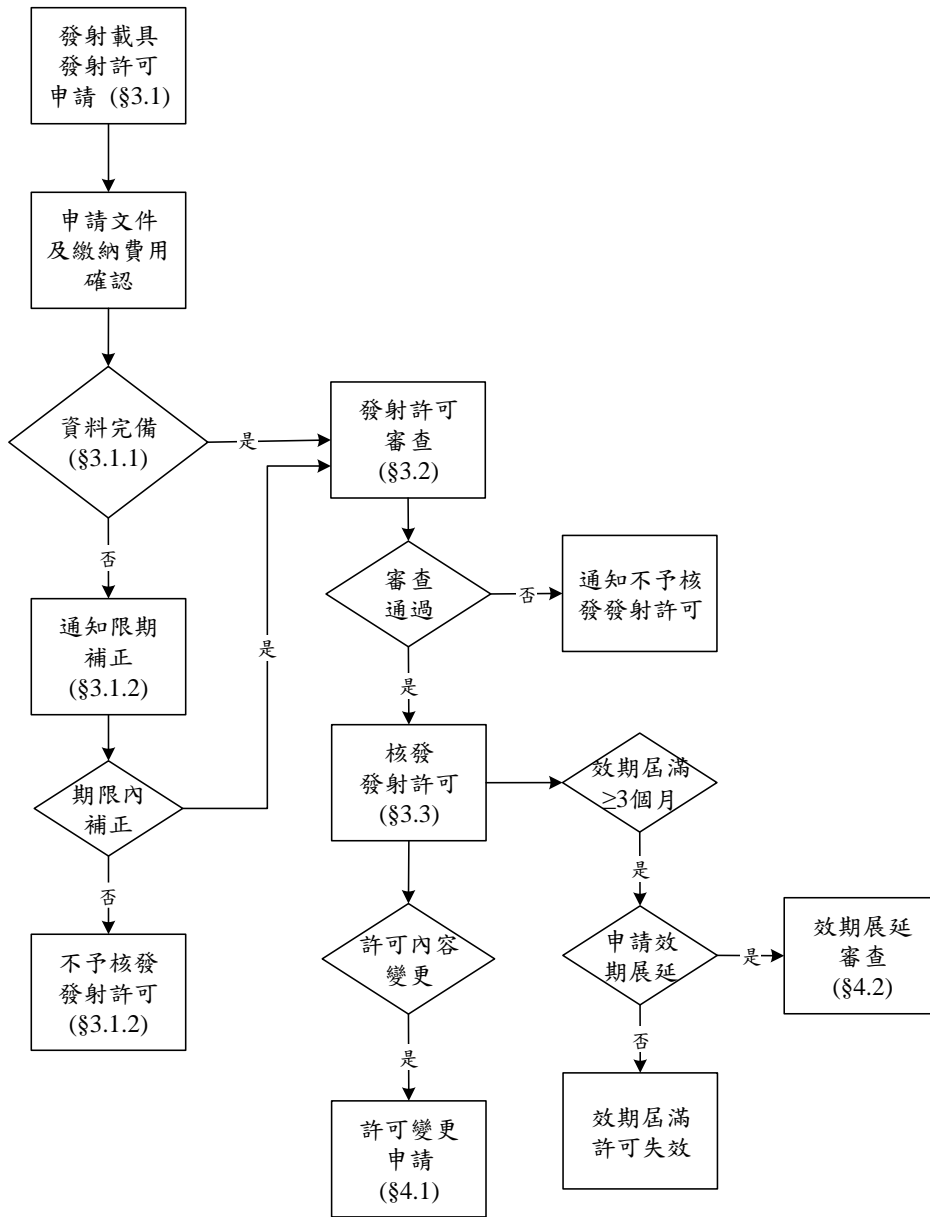 發射載具
發射許可
申請 (§3.1)
申請文件
及繳納費用
確認
資料完備
(§3.1.1)
是
否
通知限期
補正
(§3.1.2)
期限內
補正
是
否
不予核發
發射許可
(§3.1.2)
發射許可
審查
(§3.2)
審查
通過
否
通知不予核
發發射許可
是
核發
發射許可
(§3.3)
許可內容
變更
是
許可變更
申請
(§4.1)
效期屆滿
≥3個月
是
申請效
期展延
是
效期展延
審查
(§4.2)
否
效期屆滿
許可失效